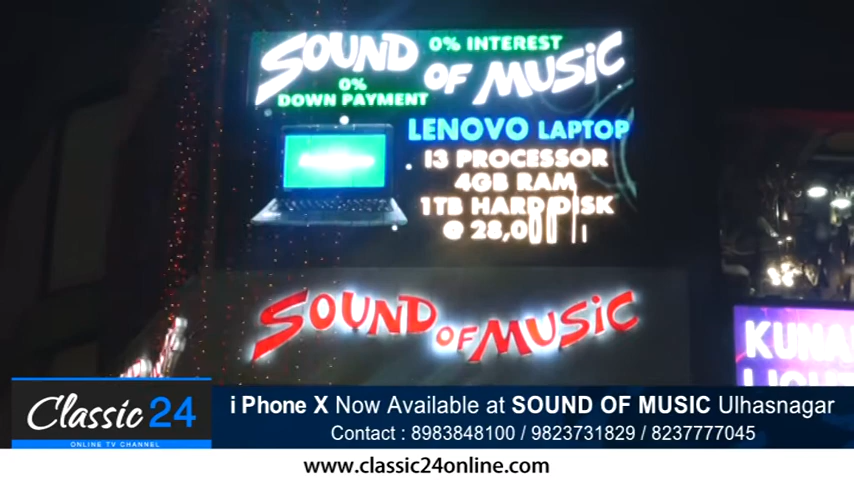 SOUND OF MUSIC
0% INTEREST
0%
DOWN PAYMENT
LENOVO LAPTOP
I3 PROCESSOR
4GB RAM
1TB HARD DISK
SOUND OF MUSIC
Classic 24
ONLINE TV CHANNEL
i Phone X Now Available at SOUND OF MUSIC Ulhasnagar
Contact : 8983848100 / 9823731829 / 8237777045
www.classic24online.com